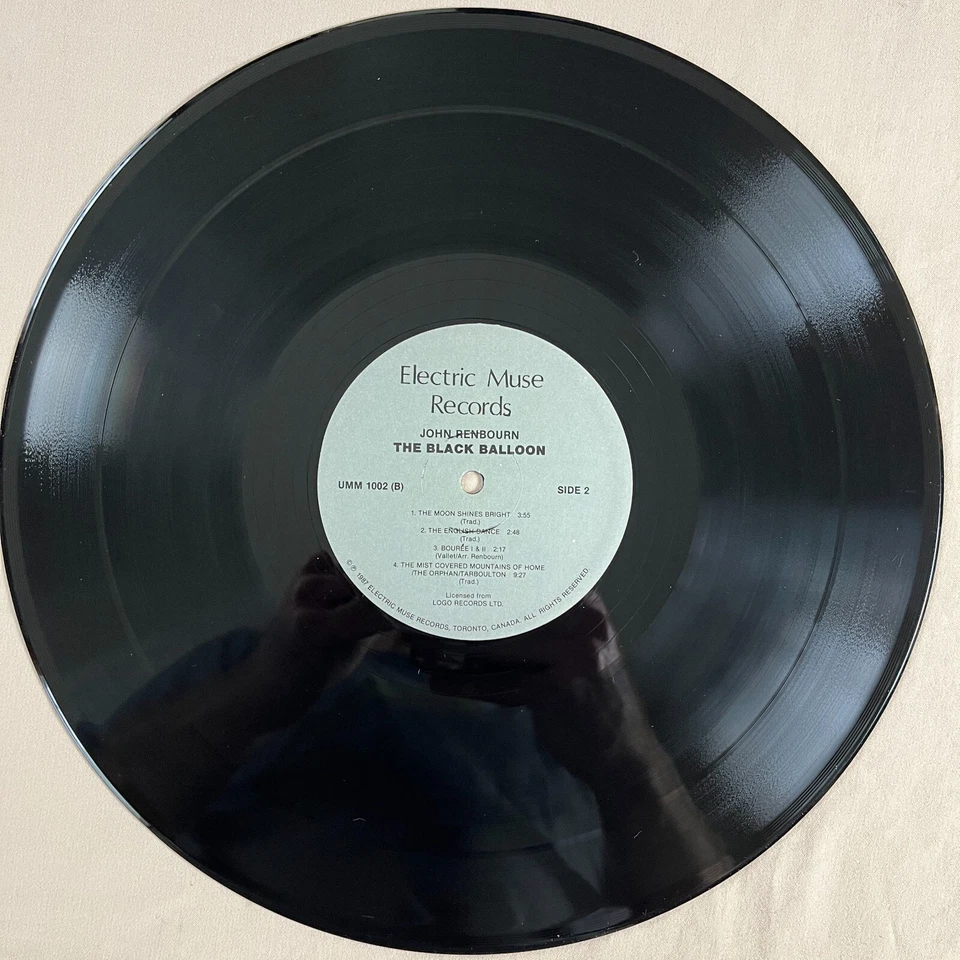 Electric Muse
Records
JOHN RENBOURN
THE BLACK BALLOON
UMM 1002 (B)
SIDE 2
1. THE MOON SHINES BRIGHT 3:55
(Trad.)
2. THE ENGLISH DANCE 2:48
(Trad.)
3. BOURÉE I & II 2:17
(Vallet/Arr. Renbourn)
4. THE MIST COVERED MOUNTAINS OF HOME
/THE ORPHAN/TARBOULTON 9:27
(Trad.)
Licensed from
LOGO RECORDS LTD.
© ℗ 1987 ELECTRIC MUSE RECORDS, TORONTO, CANADA. ALL RIGHTS RESERVED.